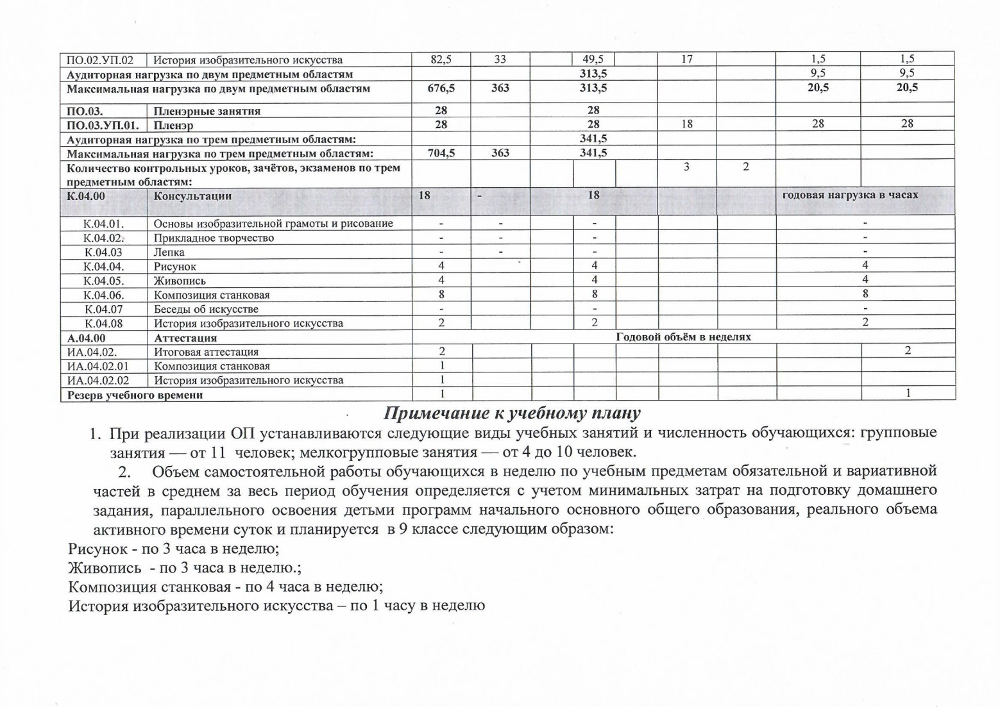 ПО.02.УП.02 История изобразительного искусства 82,5 33 49,5 17 1,5 1,5
Аудиторная нагрузка по двум предметным областям 313,5 9,5 9,5
Максимальная нагрузка по двум предметным областям 676,5 363 313,5 20,5 20,5
ПО.03. Пленэрные занятия 28 28
ПО.03.УП.01. Пленэр 28 28 18 28 28
Аудиторная нагрузка по трем предметным областям: 341,5
Максимальная нагрузка по трем предметным областям: 704,5 363 341,5
Количество контрольных уроков, зачётов, экзаменов по трем 3 2
предметным областям:
К.04.00 Консультации 18 - 18 годовая нагрузка в часах
К.04.01. Основы изобразительной грамоты и рисование - - - -
К.04.02. Прикладное творчество - - - -
К.04.03 Лепка - - - -
К.04.04. Рисунок 4 4 4
К.04.05. Живопись 4 4 4
К.04.06. Композиция станковая 8 8 8
К.04.07 Беседы об искусстве - - -
К.04.08 История изобразительного искусства 2 2 2
А.04.00 Аттестация Годовой объём в неделях
ИА.04.02. Итоговая аттестация 2 2
ИА.04.02.01 Композиция станковая 1
ИА.04.02.02 История изобразительного искусства 1
Резерв учебного времени 1 1
Примечание к учебному плану
1. При реализации ОП устанавливаются следующие виды учебных занятий и численность обучающихся: групповые
занятия — от 11 человек; мелкогрупповые занятия — от 4 до 10 человек.
2. Объем самостоятельной работы обучающихся в неделю по учебным предметам обязательной и вариативной
частей в среднем за весь период обучения определяется с учетом минимальных затрат на подготовку домашнего
задания, параллельного освоения детьми программ начального основного общего образования, реального объема
активного времени суток и планируется в 9 классе следующим образом:
Рисунок - по 3 часа в неделю;
Живопись - по 3 часа в неделю.;
Композиция станковая - по 4 часа в неделю;
История изобразительного искусства – по 1 часу в неделю